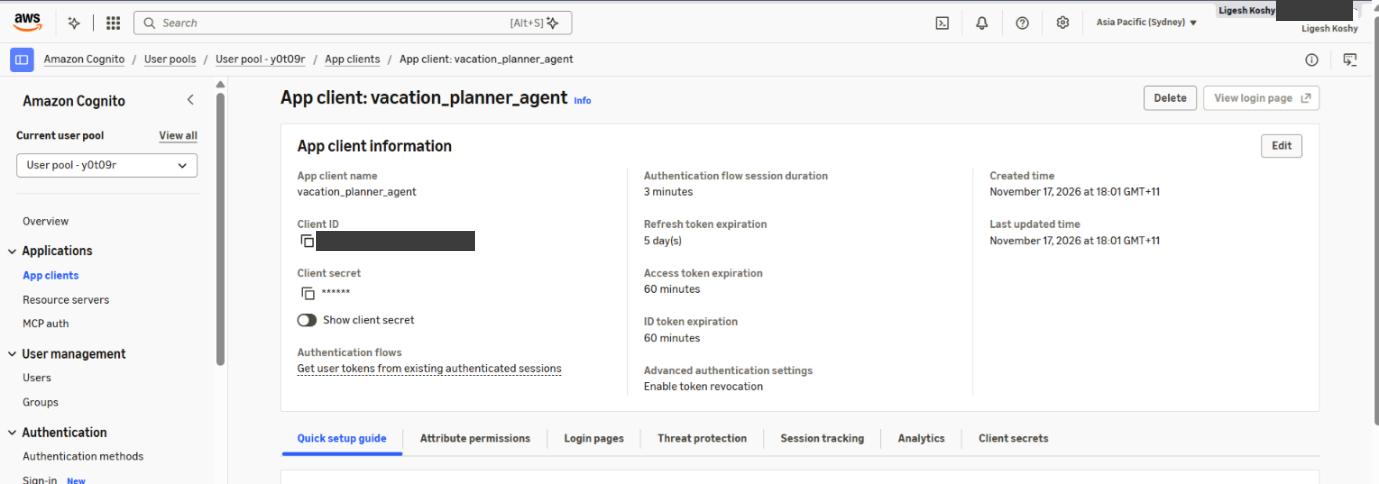 aws
Search
[Alt+S]
Asia Pacific (Sydney)
Ligesh Koshy
Ligesh Koshy
Amazon Cognito / User pools / User pool - y0t09r / App clients / App client: vacation_planner_agent
Amazon Cognito
Current user pool
View all
User pool - y0t09r
Overview
Applications
App clients
Resource servers
MCP auth
User management
Users
Groups
Authentication
Authentication methods
Sign-in New
App client: vacation_planner_agent Info
Delete
View login page
App client information
Edit
App client name
vacation_planner_agent
Client ID
Client secret
******
Show client secret
Authentication flows
Get user tokens from existing authenticated sessions
Authentication flow session duration
3 minutes
Refresh token expiration
5 day(s)
Access token expiration
60 minutes
ID token expiration
60 minutes
Advanced authentication settings
Enable token revocation
Created time
November 17, 2026 at 18:01 GMT+11
Last updated time
November 17, 2026 at 18:01 GMT+11
Quick setup guide
Attribute permissions
Login pages
Threat protection
Session tracking
Analytics
Client secrets